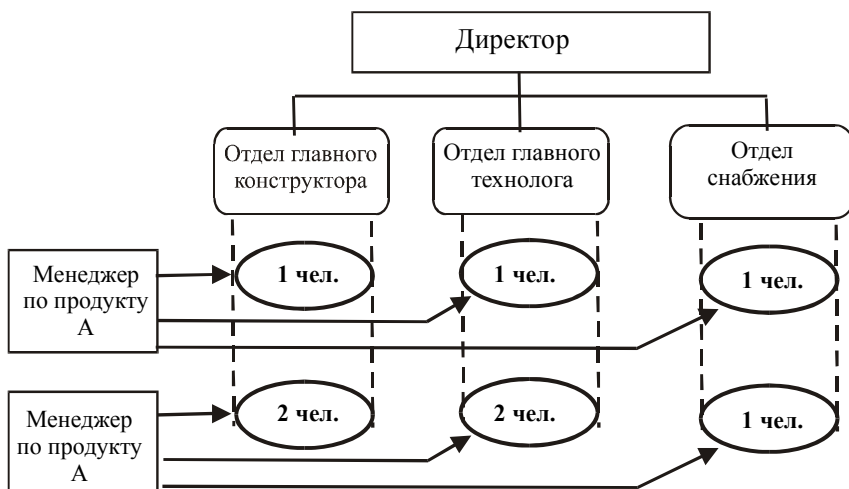 Директор
Отдел главного
конструктора
Отдел главного
технолога
Отдел
снабжения
Менеджер
по продукту
А
1 чел.
1 чел.
1 чел.
Менеджер
по продукту
А
2 чел.
2 чел.
1 чел.